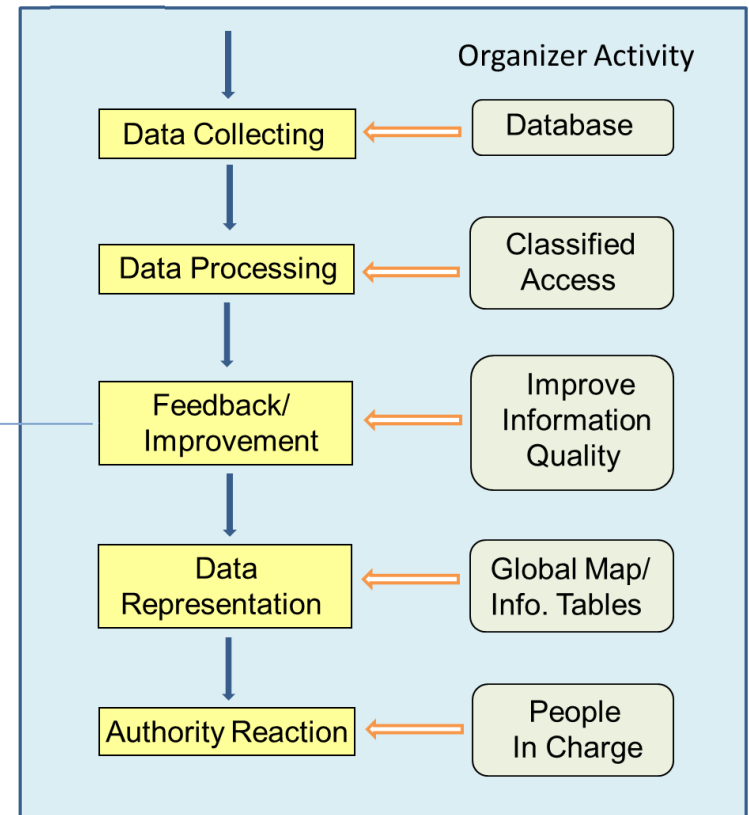 Organizer Activity
Data Collecting
Database
Data Processing
Classified
Access
Feedback/
Improvement
Improve
Information
Quality
Data
Representation
Global Map/
Info. Tables
Authority Reaction
People
In Charge